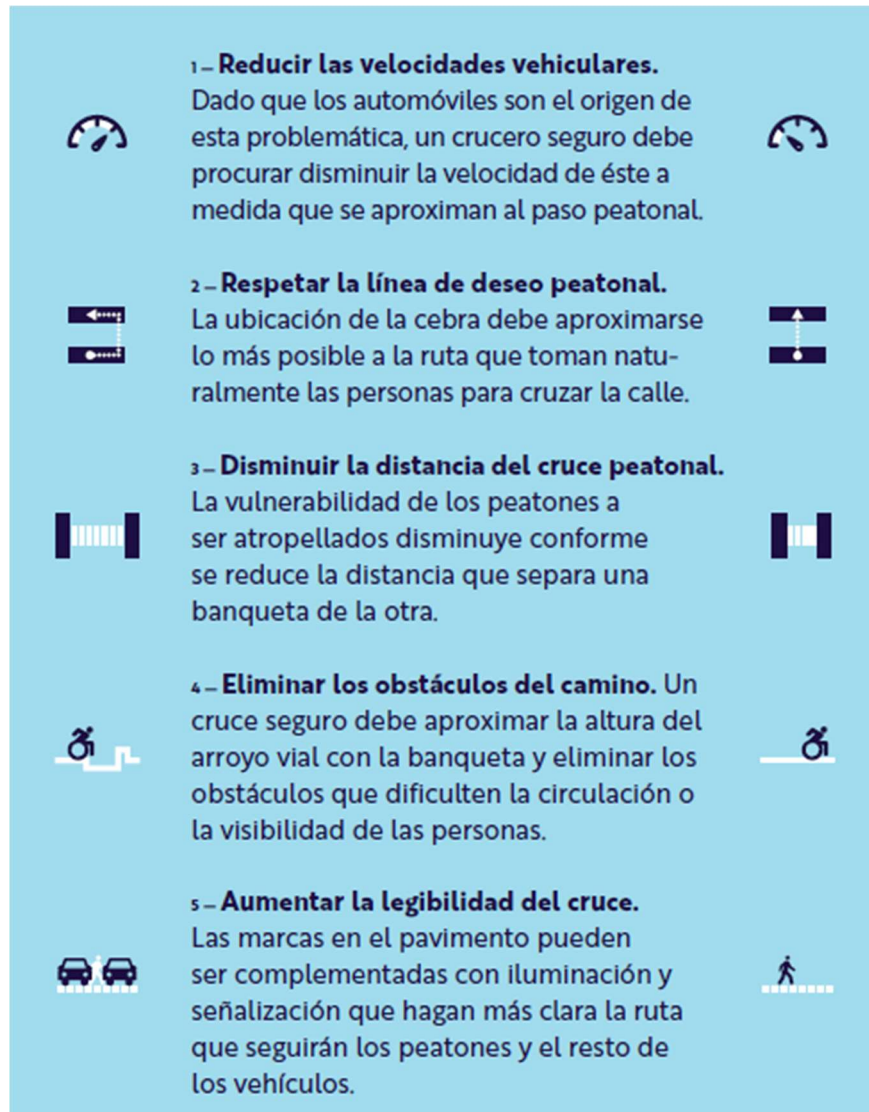 1 – Reducir las velocidades vehiculares.
Dado que los automóviles son el origen de
esta problemática, un crucero seguro debe
procurar disminuir la velocidad de éste a
medida que se aproximan al paso peatonal.
2 – Respetar la línea de deseo peatonal.
La ubicación de la cebra debe aproximarse
lo más posible a la ruta que toman natu-
ralmente las personas para cruzar la calle.
3 – Disminuir la distancia del cruce peatonal.
La vulnerabilidad de los peatones a
ser atropellados disminuye conforme
se reduce la distancia que separa una
banqueta de la otra.
4 – Eliminar los obstáculos del camino. Un
cruce seguro debe aproximar la altura del
arroyo vial con la banqueta y eliminar los
obstáculos que dificulten la circulación o
la visibilidad de las personas.
5 – Aumentar la legibilidad del cruce.
Las marcas en el pavimento pueden
ser complementadas con iluminación y
señalización que hagan más clara la ruta
que seguirán los peatones y el resto de
los vehículos.